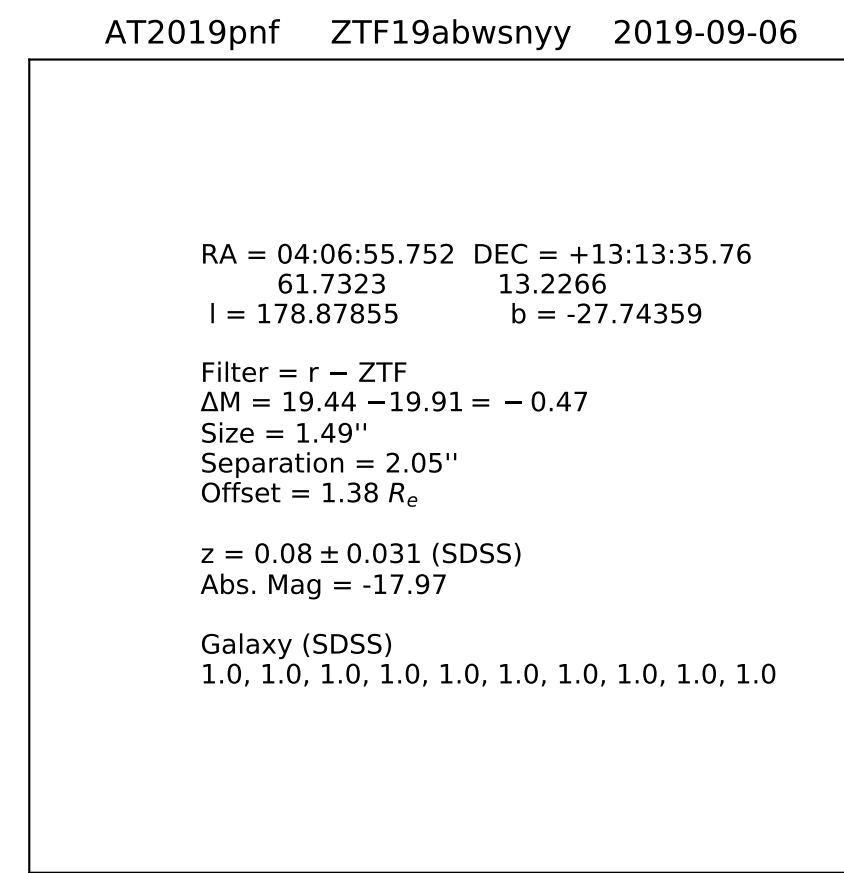 AT2019pnf ZTF19abwsnyy 2019-09-06
RA = 04:06:55.752 DEC = +13:13:35.76
61.7323 13.2266
l = 178.87855 b = -27.74359
Filter = r − ZTF
ΔM = 19.44 −19.91 = − 0.47
Size = 1.49''
Separation = 2.05''
Offset = 1.38 Rₑ
z = 0.08 ± 0.031 (SDSS)
Abs. Mag = -17.97
Galaxy (SDSS)
1.0, 1.0, 1.0, 1.0, 1.0, 1.0, 1.0, 1.0, 1.0, 1.0